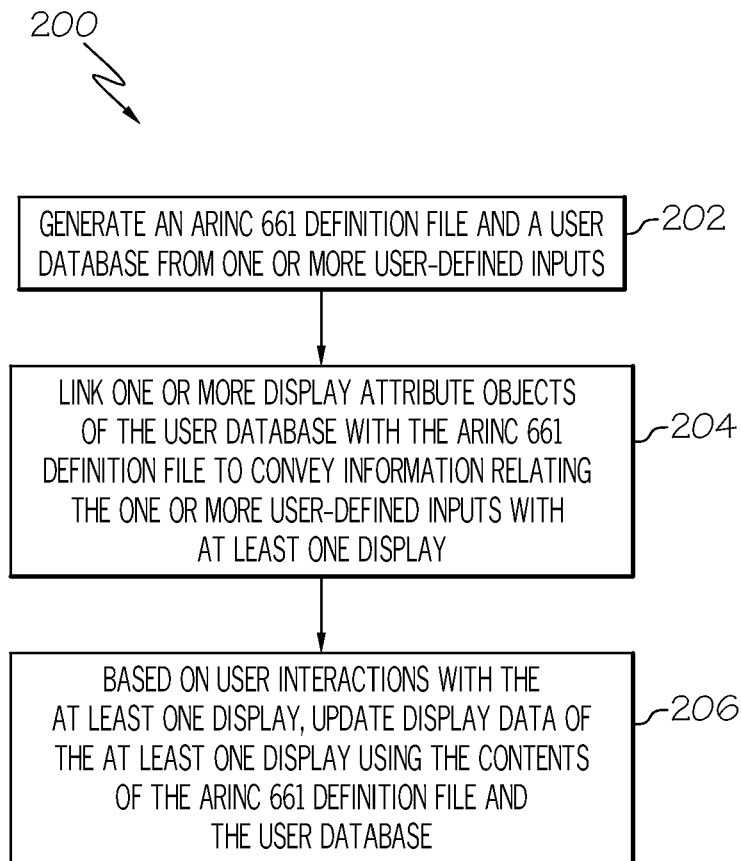 200
GENERATE AN ARINC 661 DEFINITION FILE AND A USER
DATABASE FROM ONE OR MORE USER-DEFINED INPUTS
202
LINK ONE OR MORE DISPLAY ATTRIBUTE OBJECTS
OF THE USER DATABASE WITH THE ARINC 661
DEFINITION FILE TO CONVEY INFORMATION RELATING
THE ONE OR MORE USER-DEFINED INPUTS WITH
AT LEAST ONE DISPLAY
204
BASED ON USER INTERACTIONS WITH THE
AT LEAST ONE DISPLAY, UPDATE DISPLAY DATA OF
THE AT LEAST ONE DISPLAY USING THE CONTENTS
OF THE ARINC 661 DEFINITION FILE AND
THE USER DATABASE
206